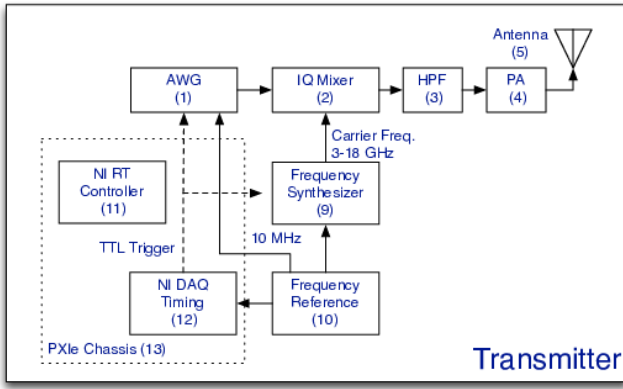 Antenna
(5)
AWG
(1)
IQ Mixer
(2)
HPF
(3)
PA
(4)
Carrier Freq.
3-18 GHz
NI RT
Controller
(11)
Frequency
Synthesizer
(9)
TTL Trigger
10 MHz
NI DAQ
Timing
(12)
Frequency
Reference
(10)
PXIe Chassis (13)
Transmitter